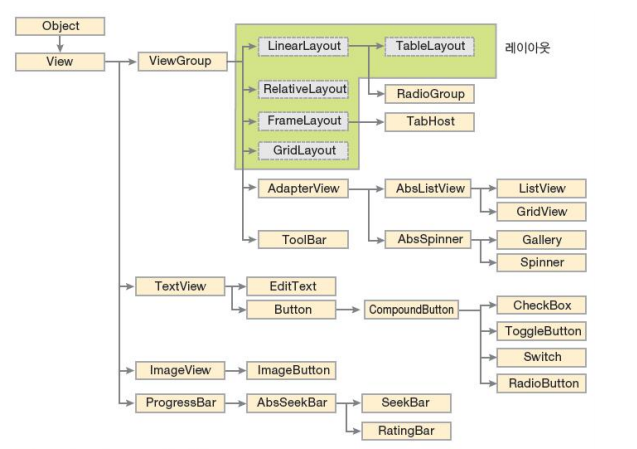 Object
View
ViewGroup
LinearLayout
TableLayout
레이아웃
RelativeLayout
RadioGroup
FrameLayout
TabHost
GridLayout
AdapterView
AbsListView
ListView
GridView
ToolBar
AbsSpinner
Gallery
Spinner
TextView
EditText
Button
CompoundButton
CheckBox
ToggleButton
Switch
RadioButton
ImageView
ImageButton
ProgressBar
AbsSeekBar
SeekBar
RatingBar